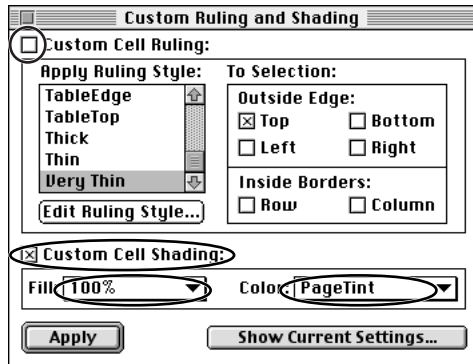 Custom Ruling and Shading
Custom Cell Ruling:
Apply Ruling Style:
To Selection:
TableEdge
TableTop
Thick
Thin
Very Thin
Edit Ruling Style...
Outside Edge:
Top
Bottom
Left
Right
Inside Borders:
Row
Column
Custom Cell Shading:
Fill: 100%
Color: PageTint
Apply
Show Current Settings...